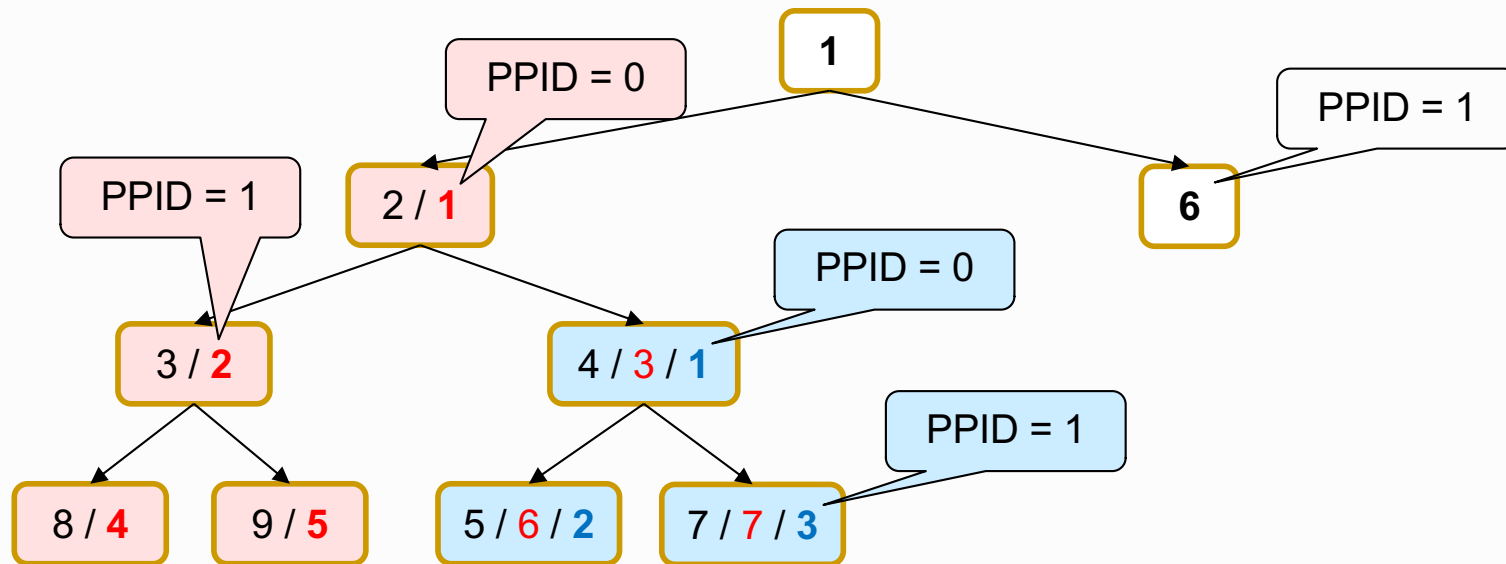 1
PPID = 0
PPID = 1
PPID = 1
2 / 1
6
PPID = 0
3 / 2
4 / 3 / 1
PPID = 1
8 / 4
9 / 5
5 / 6 / 2
7 / 7 / 3